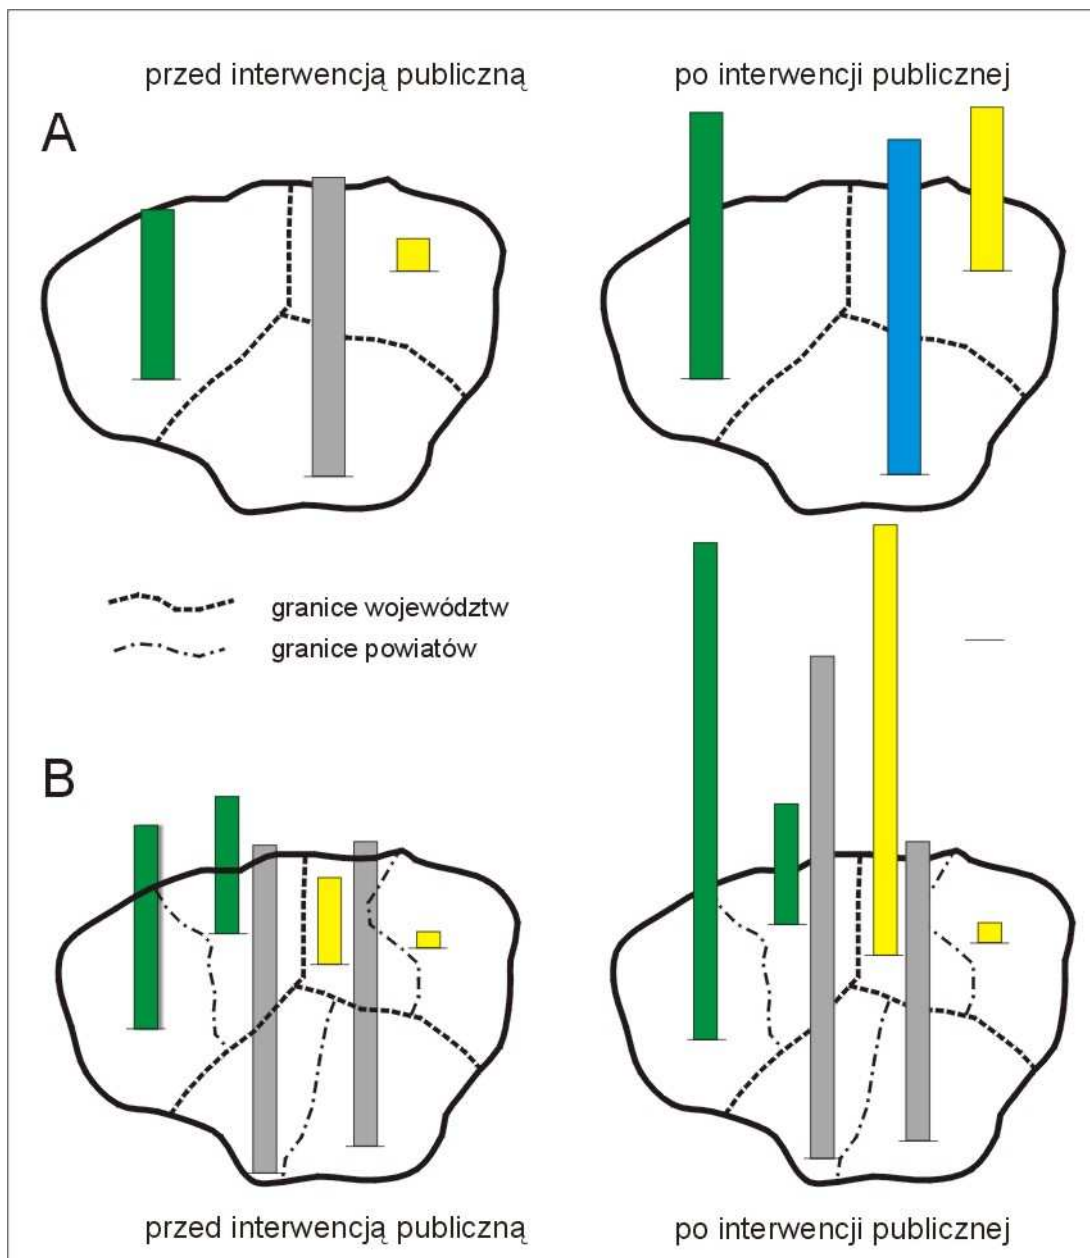 przed interwencją publiczną
po interwencji publicznej
A
granice województw
granice powiatów
B
przed interwencją publiczną
po interwencji publicznej